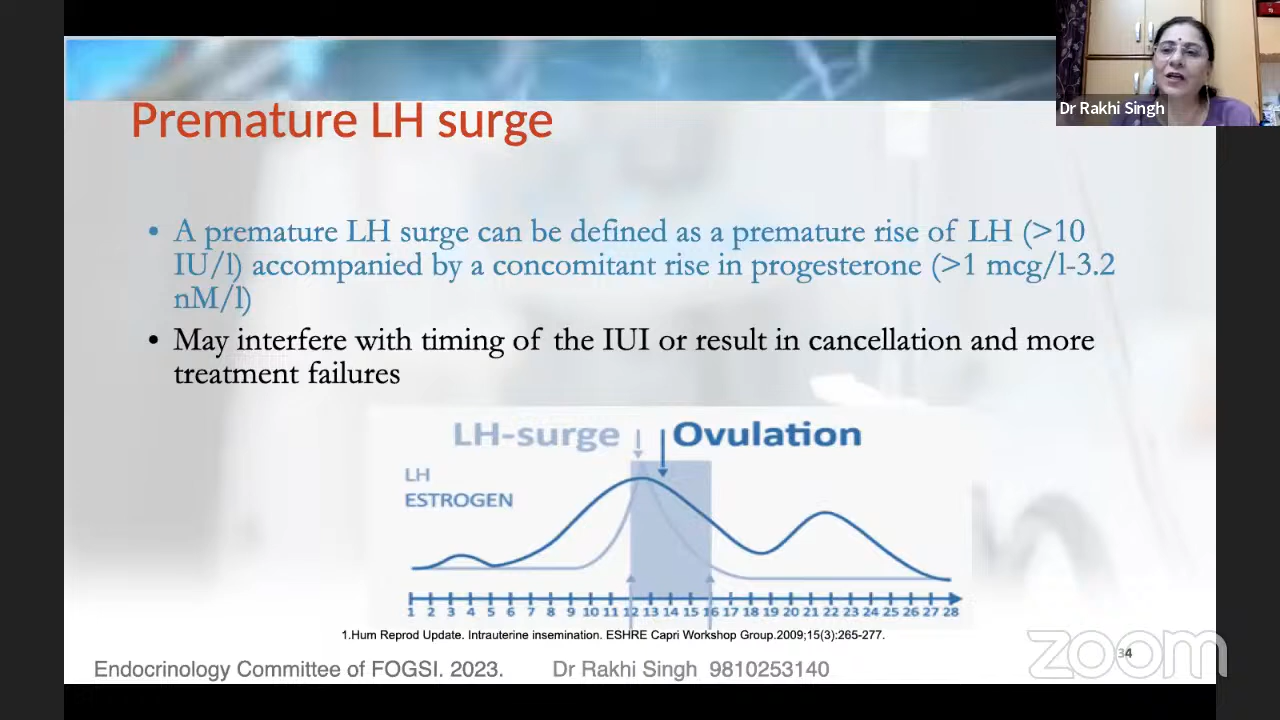 Dr Rakhi Singh
Premature LH surge
• A premature LH surge can be defined as a premature rise of LH (>10
IU/l) accompanied by a concomitant rise in progesterone (>1 mcg/l-3.2
nM/l)
• May interfere with timing of the IUI or result in cancellation and more
treatment failures
LH-surge Ovulation
LH
ESTROGEN
1 2 3 4 5 6 7 8 9 10 11 12 13 14 15 16 17 18 19 20 21 22 23 24 25 26 27 28
1.Hum Reprod Update. Intrauterine insemination. ESHRE Capri Workshop Group.2009;15(3):265-277.
34
zoom
Endocrinology Committee of FOGSI. 2023. Dr Rakhi Singh 9810253140